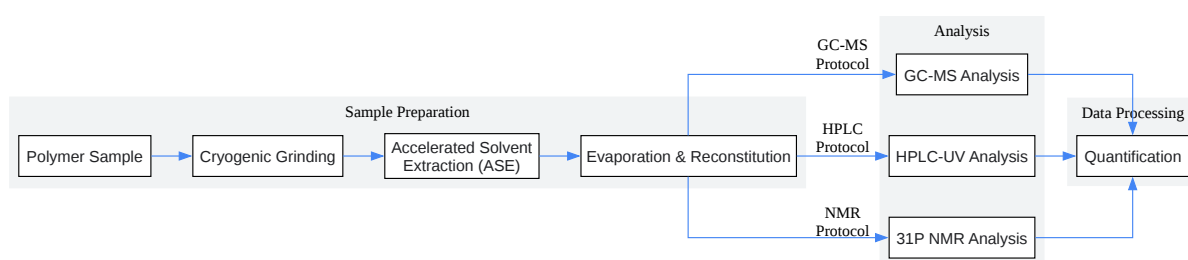 Analysis
GC-MS
Protocol
GC-MS Analysis
Sample Preparation
Data Processing
Polymer Sample
Cryogenic Grinding
Accelerated Solvent
Extraction (ASE)
Evaporation & Reconstitution
HPLC
Protocol
HPLC-UV Analysis
Quantification
NMR
Protocol
31P NMR Analysis